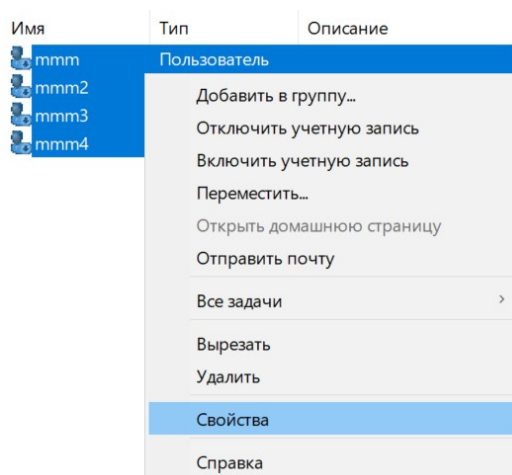 Имя Тип Описание
mmm Пользователь
mmm2
mmm3
mmm4
Добавить в группу...
Отключить учетную запись
Включить учетную запись
Переместить...
Открыть домашнюю страницу
Отправить почту
Все задачи
Вырезать
Удалить
Свойства
Справка